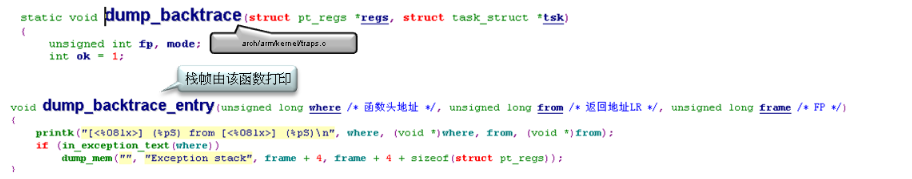 static void dump_backtrace(struct pt_regs *regs, struct task_struct *tsk)
{
unsigned int fp, mode;
arch/arm/kernel/traps.c
int ok = 1;
栈帧由该函数打印
void dump_backtrace_entry(unsigned long where /* 函数头地址 */, unsigned long from /* 返回地址LR */, unsigned long frame /* FP */)
{
printk("[<%08lx>] (%pS) from [<%08lx>] (%pS)\n", where, (void *)where, from, (void *)from);
if (in_exception_text(where))
dump_mem("", "Exception stack", frame + 4, frame + 4 + sizeof(struct pt_regs));
}